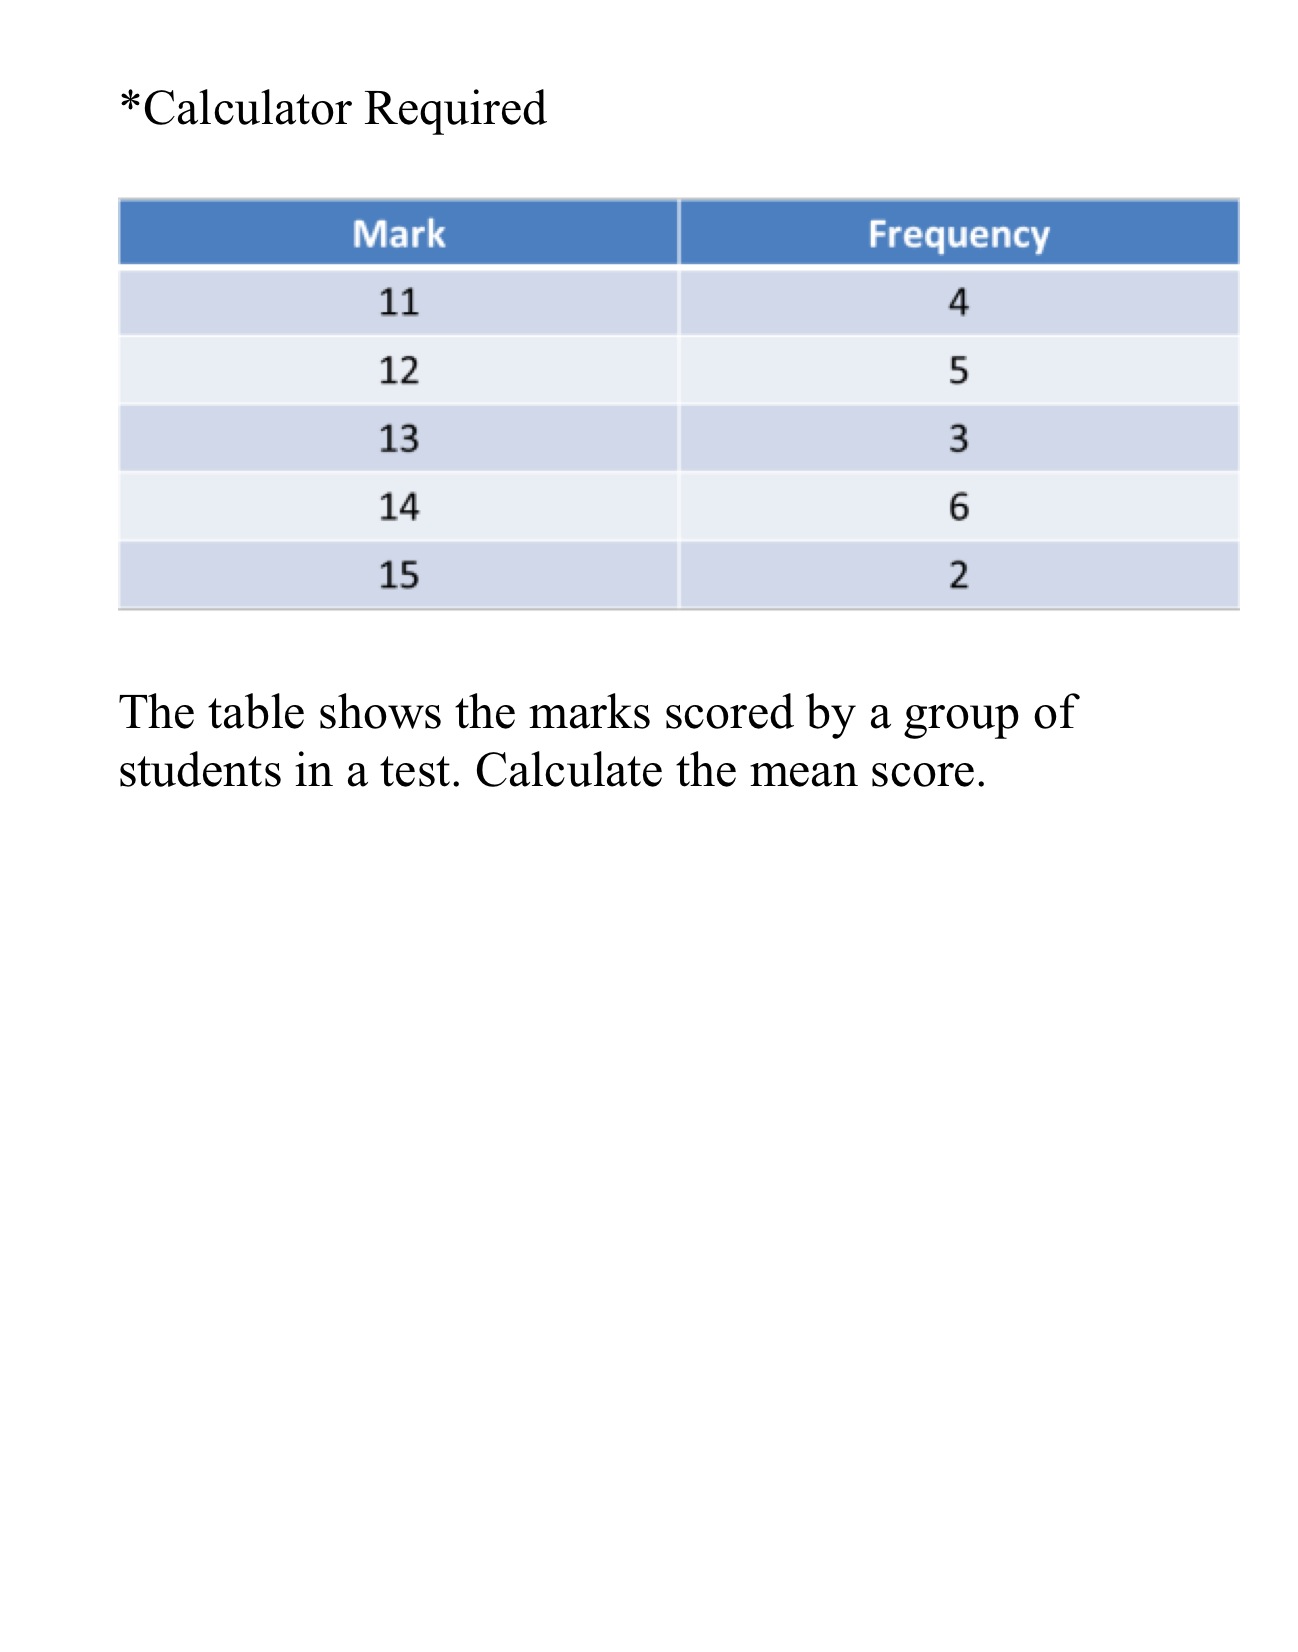 *Calculator Required
Mark Frequency
11 4
12 5
13 3
14 6
15 2
The table shows the marks scored by a group of
students in a test. Calculate the mean score.